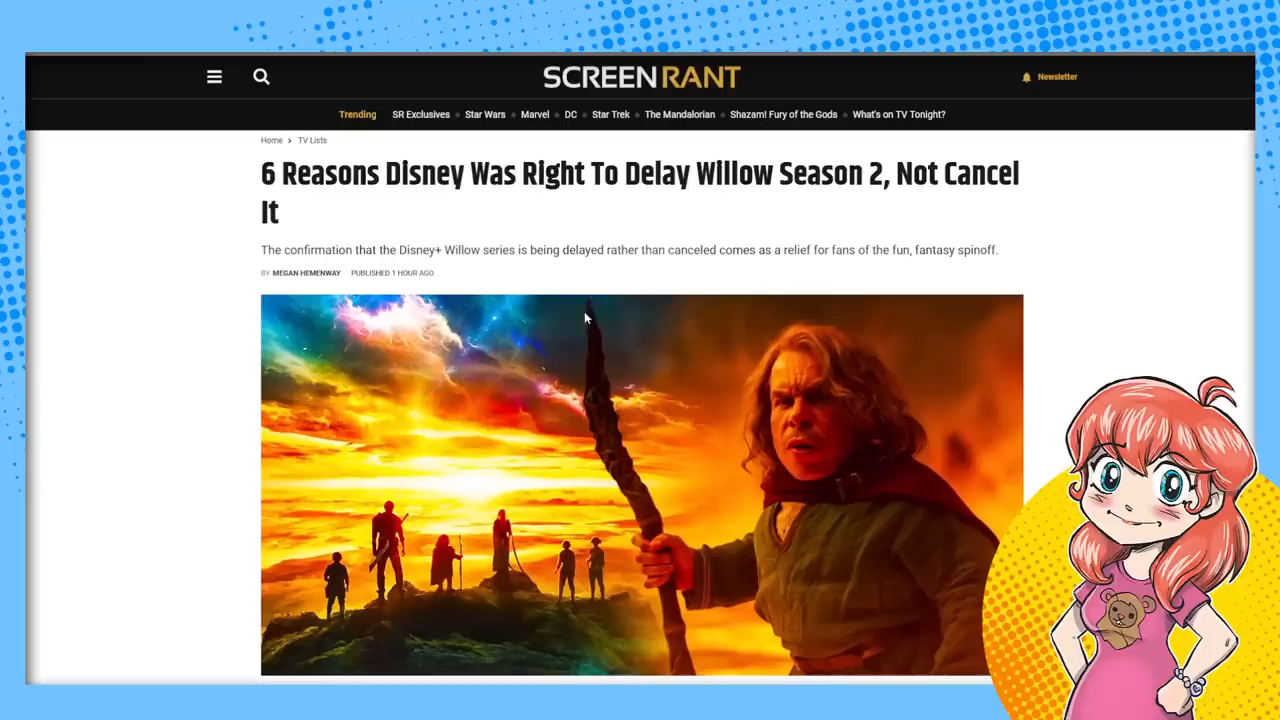 SCREENRANT
Newsletter
Trending SR Exclusives Star Wars Marvel DC Star Trek The Mandalorian Shazam! Fury of the Gods What's on TV Tonight?
Home > TV Lists
6 Reasons Disney Was Right To Delay Willow Season 2, Not Cancel
It
The confirmation that the Disney+ Willow series is being delayed rather than canceled comes as a relief for fans of the fun, fantasy spinoff.
BY MEGAN HEMENWAY PUBLISHED 1 HOUR AGO